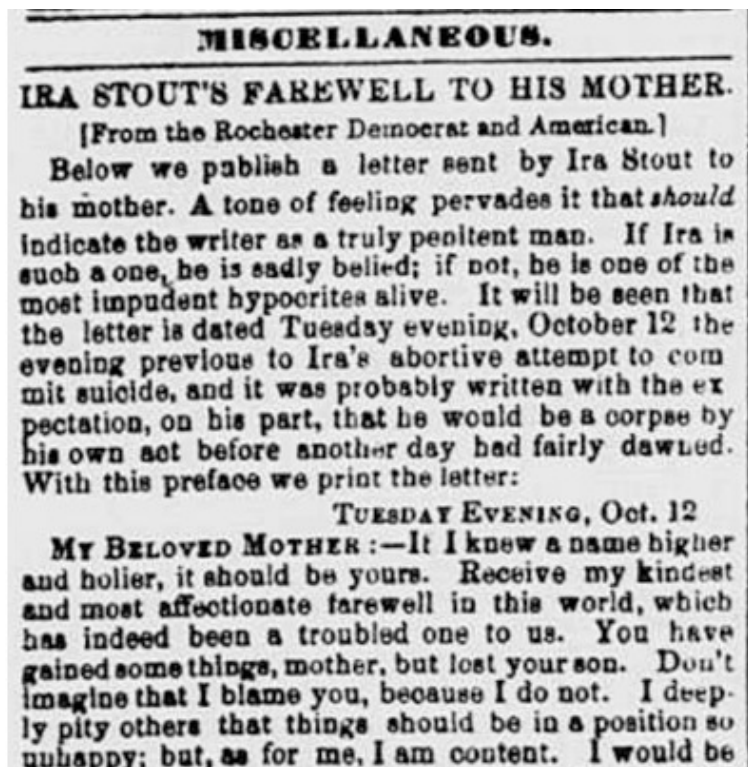 MISCELLANEOUS.
IRA STOUT'S FAREWELL TO HIS MOTHER.
[From the Rochester Democrat and American.]
Below we publish a letter sent by Ira Stout to
his mother. A tone of feeling pervades it that should
indicate the writer as a truly penitent man. If Ira is
such a one, he is sadly belied; if not, he is one of the
most impudent hypocrites alive. It will be seen that
the letter is dated Tuesday evening, October 12 the
evening previous to Ira's abortive attempt to com
mit suicide, and it was probably written with the ex
pectation, on his part, that he would be a corpse by
his own act before another day had fairly dawned.
With this preface we print the letter:
TUESDAY EVENING, Oct. 12
MY BELOVED MOTHER:—If I knew a name higher
and holier, it should be yours. Receive my kindest
and most affectionate farewell in this world, which
has indeed been a troubled one to us. You have
gained some things, mother, but lost your son. Don't
imagine that I blame you, because I do not. I deep-
ly pity others that things should be in a position so
unhappy; but, as for me, I am content. I would be